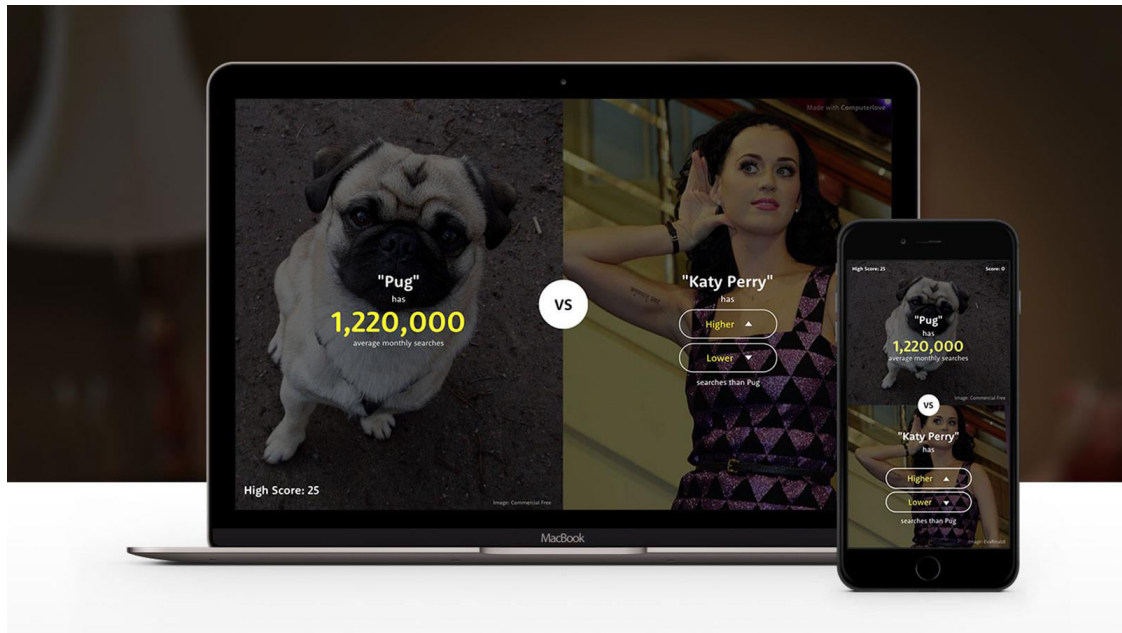 Made with Computerlove
"Pug"
has
1,220,000
average monthly searches
VS
"Katy Perry"
has
Higher
Lower
searches than Pug
High Score: 25
Image: Commercial Free
MacBook
High Score: 25
Score: 0
"Pug"
has
1,220,000
average monthly searches
Image: Commercial Free
VS
"Katy Perry"
has
Higher
Lower
searches than Pug